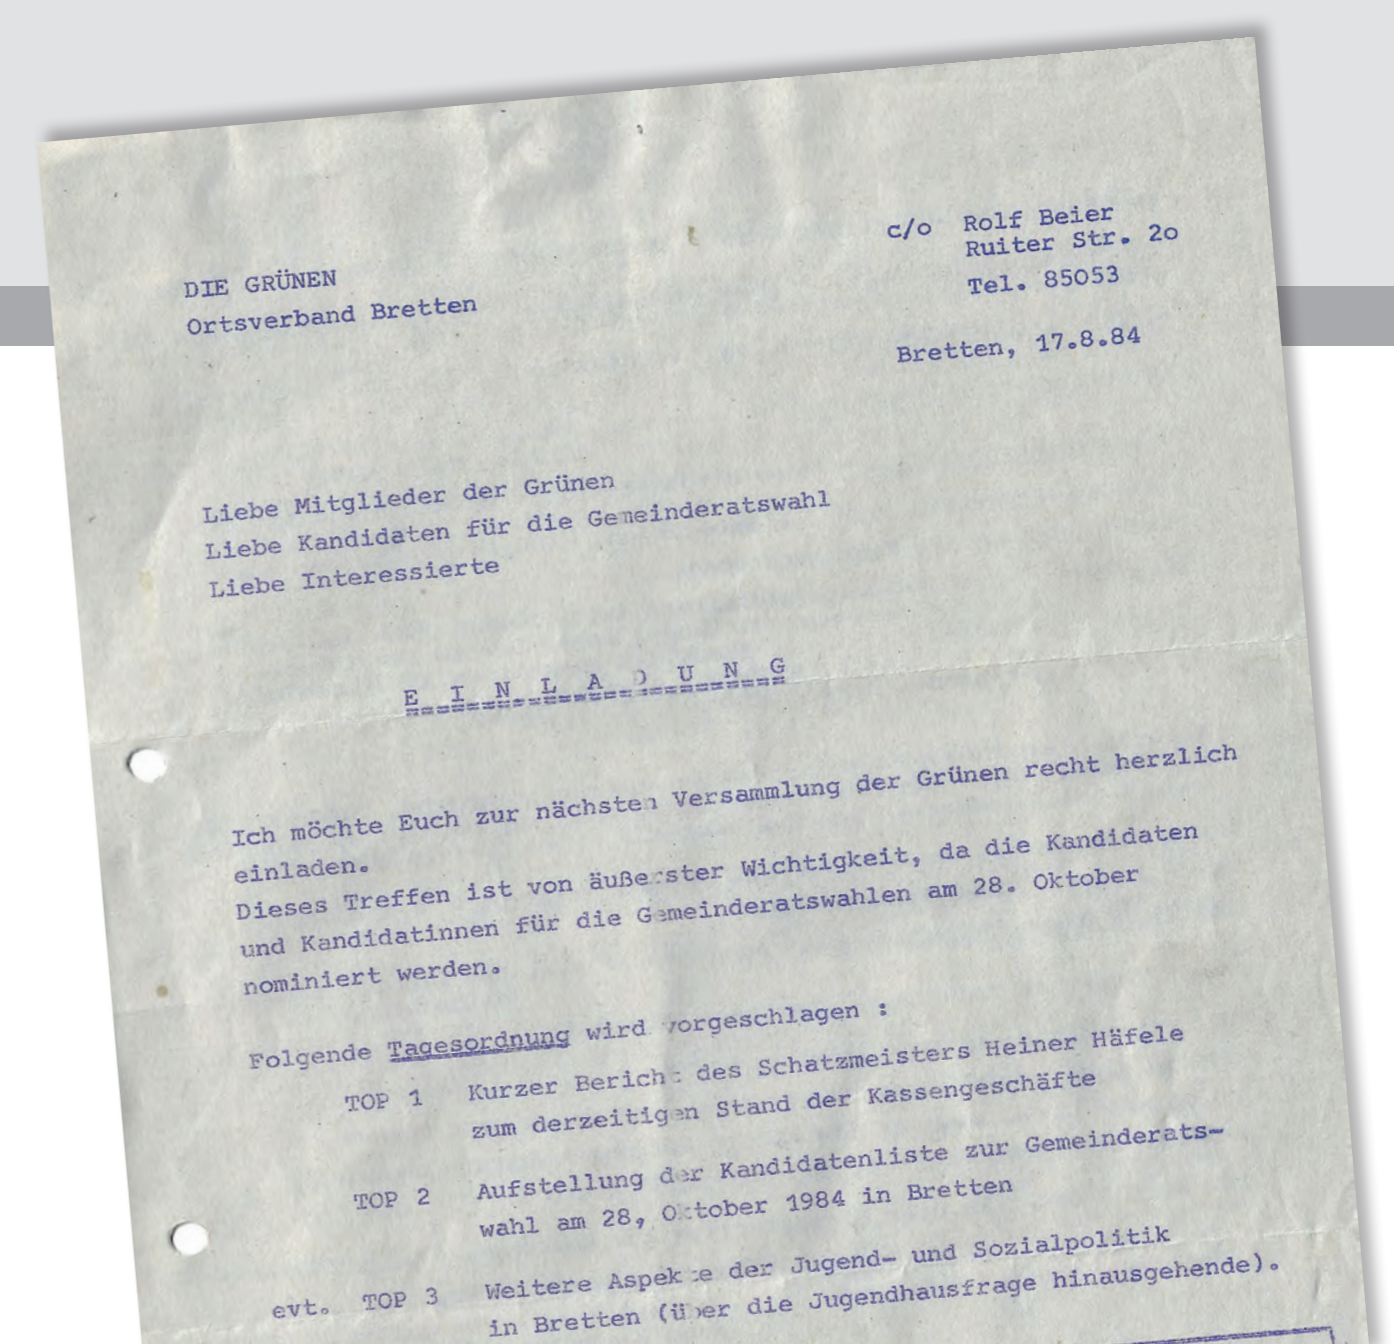 c/o Rolf Beier
Ruiter Str. 2o
Tel. 85053
DIE GRÜNEN
Ortsverband Bretten
Bretten, 17.8.84
Liebe Mitglieder der Grünen
Liebe Kandidaten für die Gemeinderatswahl
Liebe Interessierte
E I N L A D U N G
Ich möchte Euch zur nächsten Versammlung der Grünen recht herzlich
einladen.
Dieses Treffen ist von äußerster Wichtigkeit, da die Kandidaten
und Kandidatinnen für die Gemeinderatswahlen am 28. Oktober
nominiert werden.
Folgende Tagesordnung wird vorgeschlagen :
TOP 1 Kurzer Bericht des Schatzmeisters Heiner Häfele
zum derzeitigen Stand der Kassengeschäfte
TOP 2 Aufstellung der Kandidatenliste zur Gemeinderats-
wahl am 28, Oktober 1984 in Bretten
evt. TOP 3 Weitere Aspekte der Jugend- und Sozialpolitik
in Bretten (über die Jugendhausfrage hinausgehende).